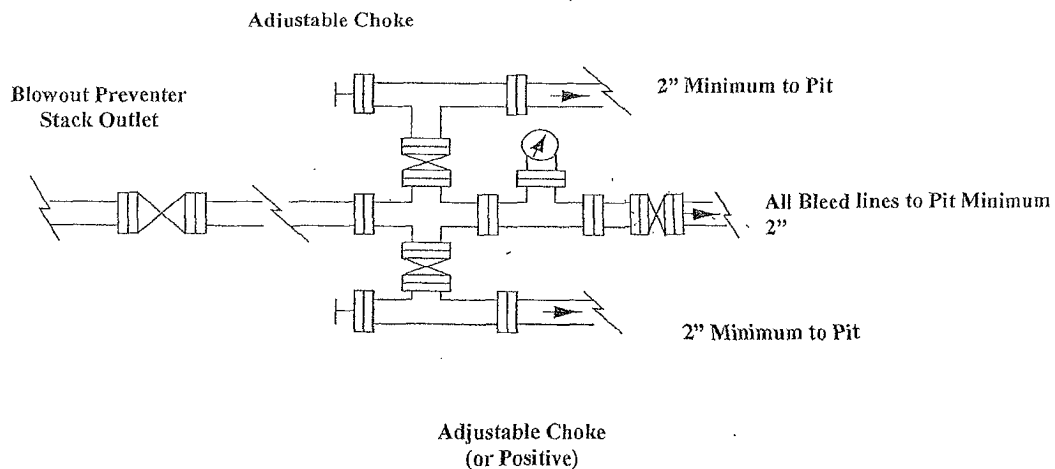 Adjustable Choke
Blowout Preventer
Stack Outlet
2” Minimum to Pit
All Bleed lines to Pit Minimum
2”
2” Minimum to Pit
Adjustable Choke
(or Positive)